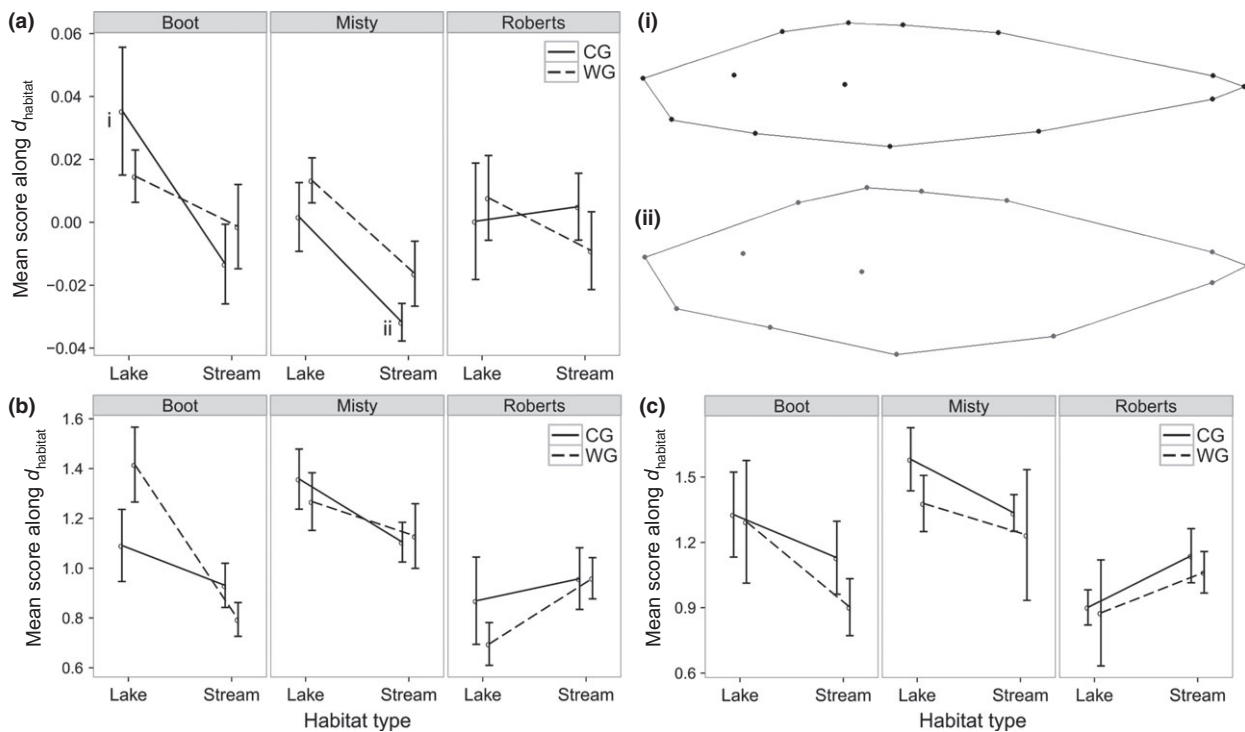 (a)
Boot
Misty
Roberts
0.06
0.04
0.02
0.00
−0.02
−0.04
Mean score along d_habitat
CG
WG
i
ii
Lake
Stream
Lake
Stream
Lake
Stream
(i)
(ii)
(b)
Boot
Misty
Roberts
1.6
1.4
1.2
1.0
0.8
0.6
Mean score along d_habitat
CG
WG
Lake
Stream
Lake
Stream
Lake
Stream
Habitat type
(c)
Boot
Misty
Roberts
1.5
1.2
0.9
0.6
Mean score along d_habitat
CG
WG
Lake
Stream
Lake
Stream
Lake
Stream
Habitat type